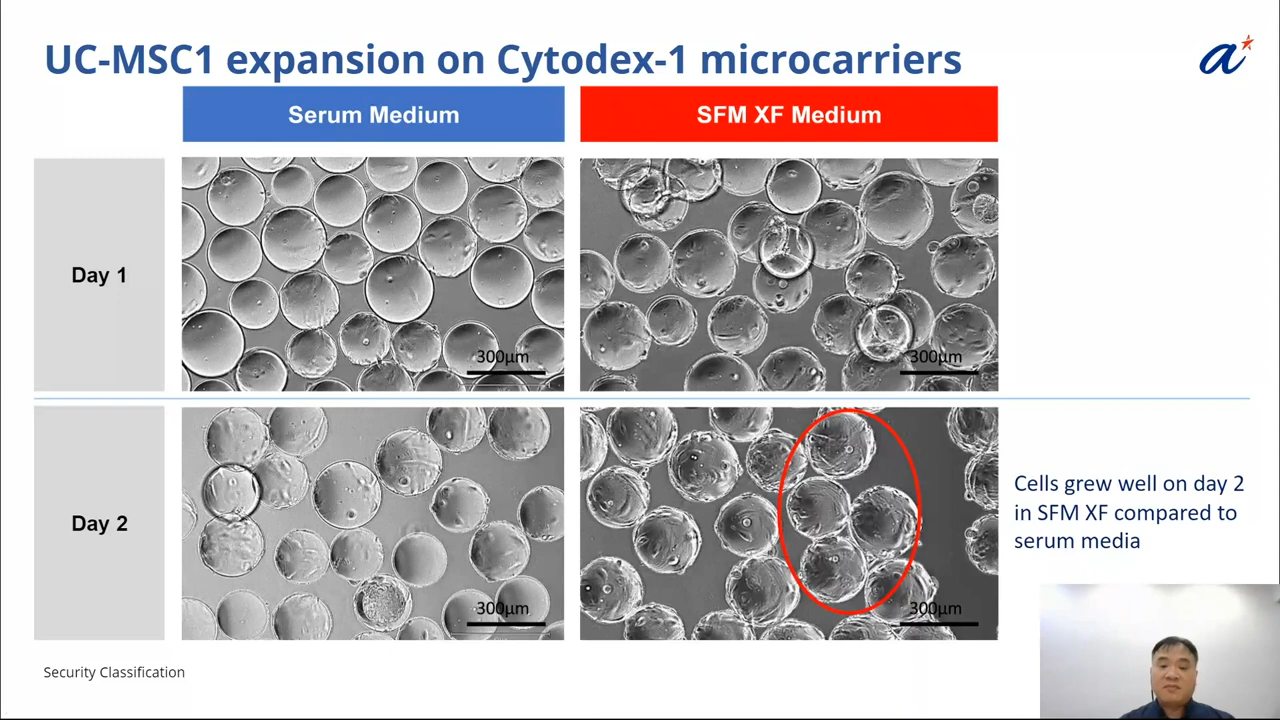 UC-MSC1 expansion on Cytodex-1 microcarriers
a*
Serum Medium
SFM XF Medium
Day 1
300µm
300µm
Day 2
300µm
300µm
Cells grew well on day 2
in SFM XF compared to
serum media
Security Classification